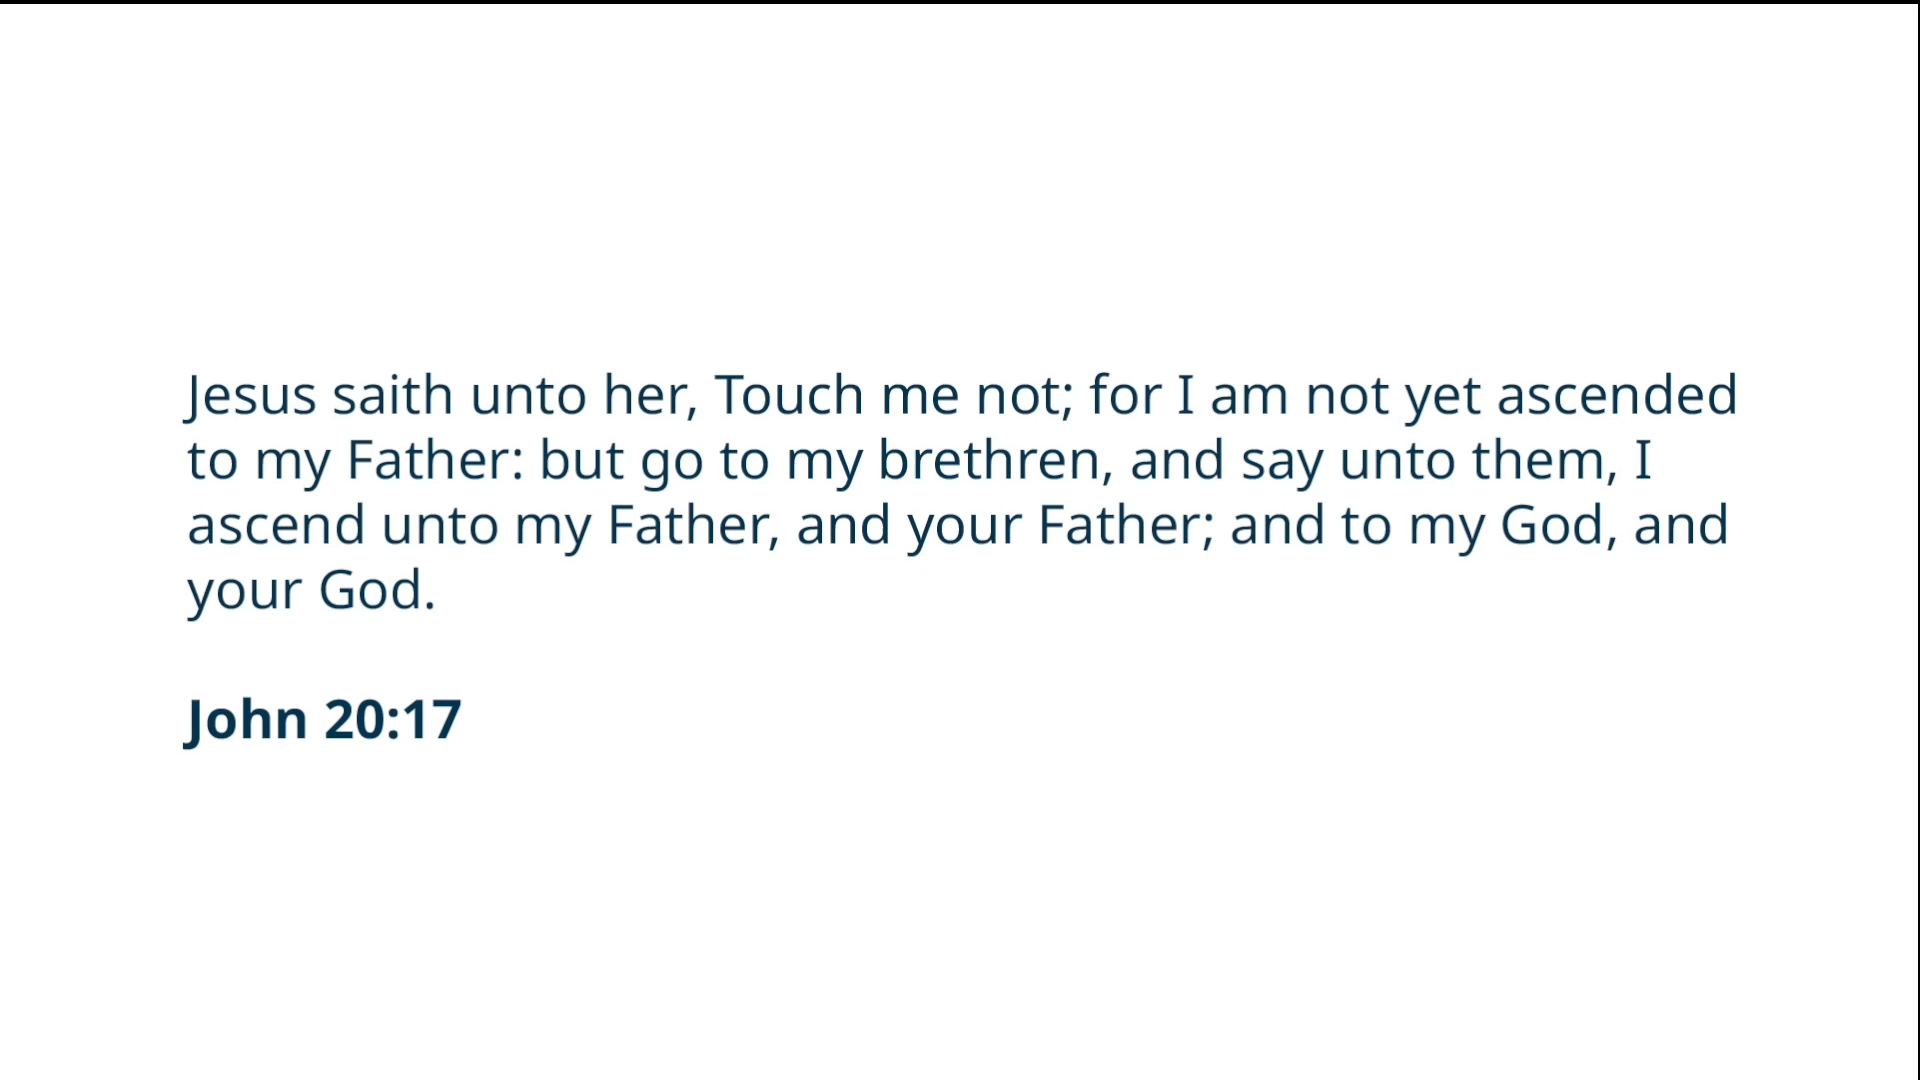 Jesus saith unto her, Touch me not; for I am not yet ascended
to my Father: but go to my brethren, and say unto them, I
ascend unto my Father, and your Father; and to my God, and
your God.
John 20:17